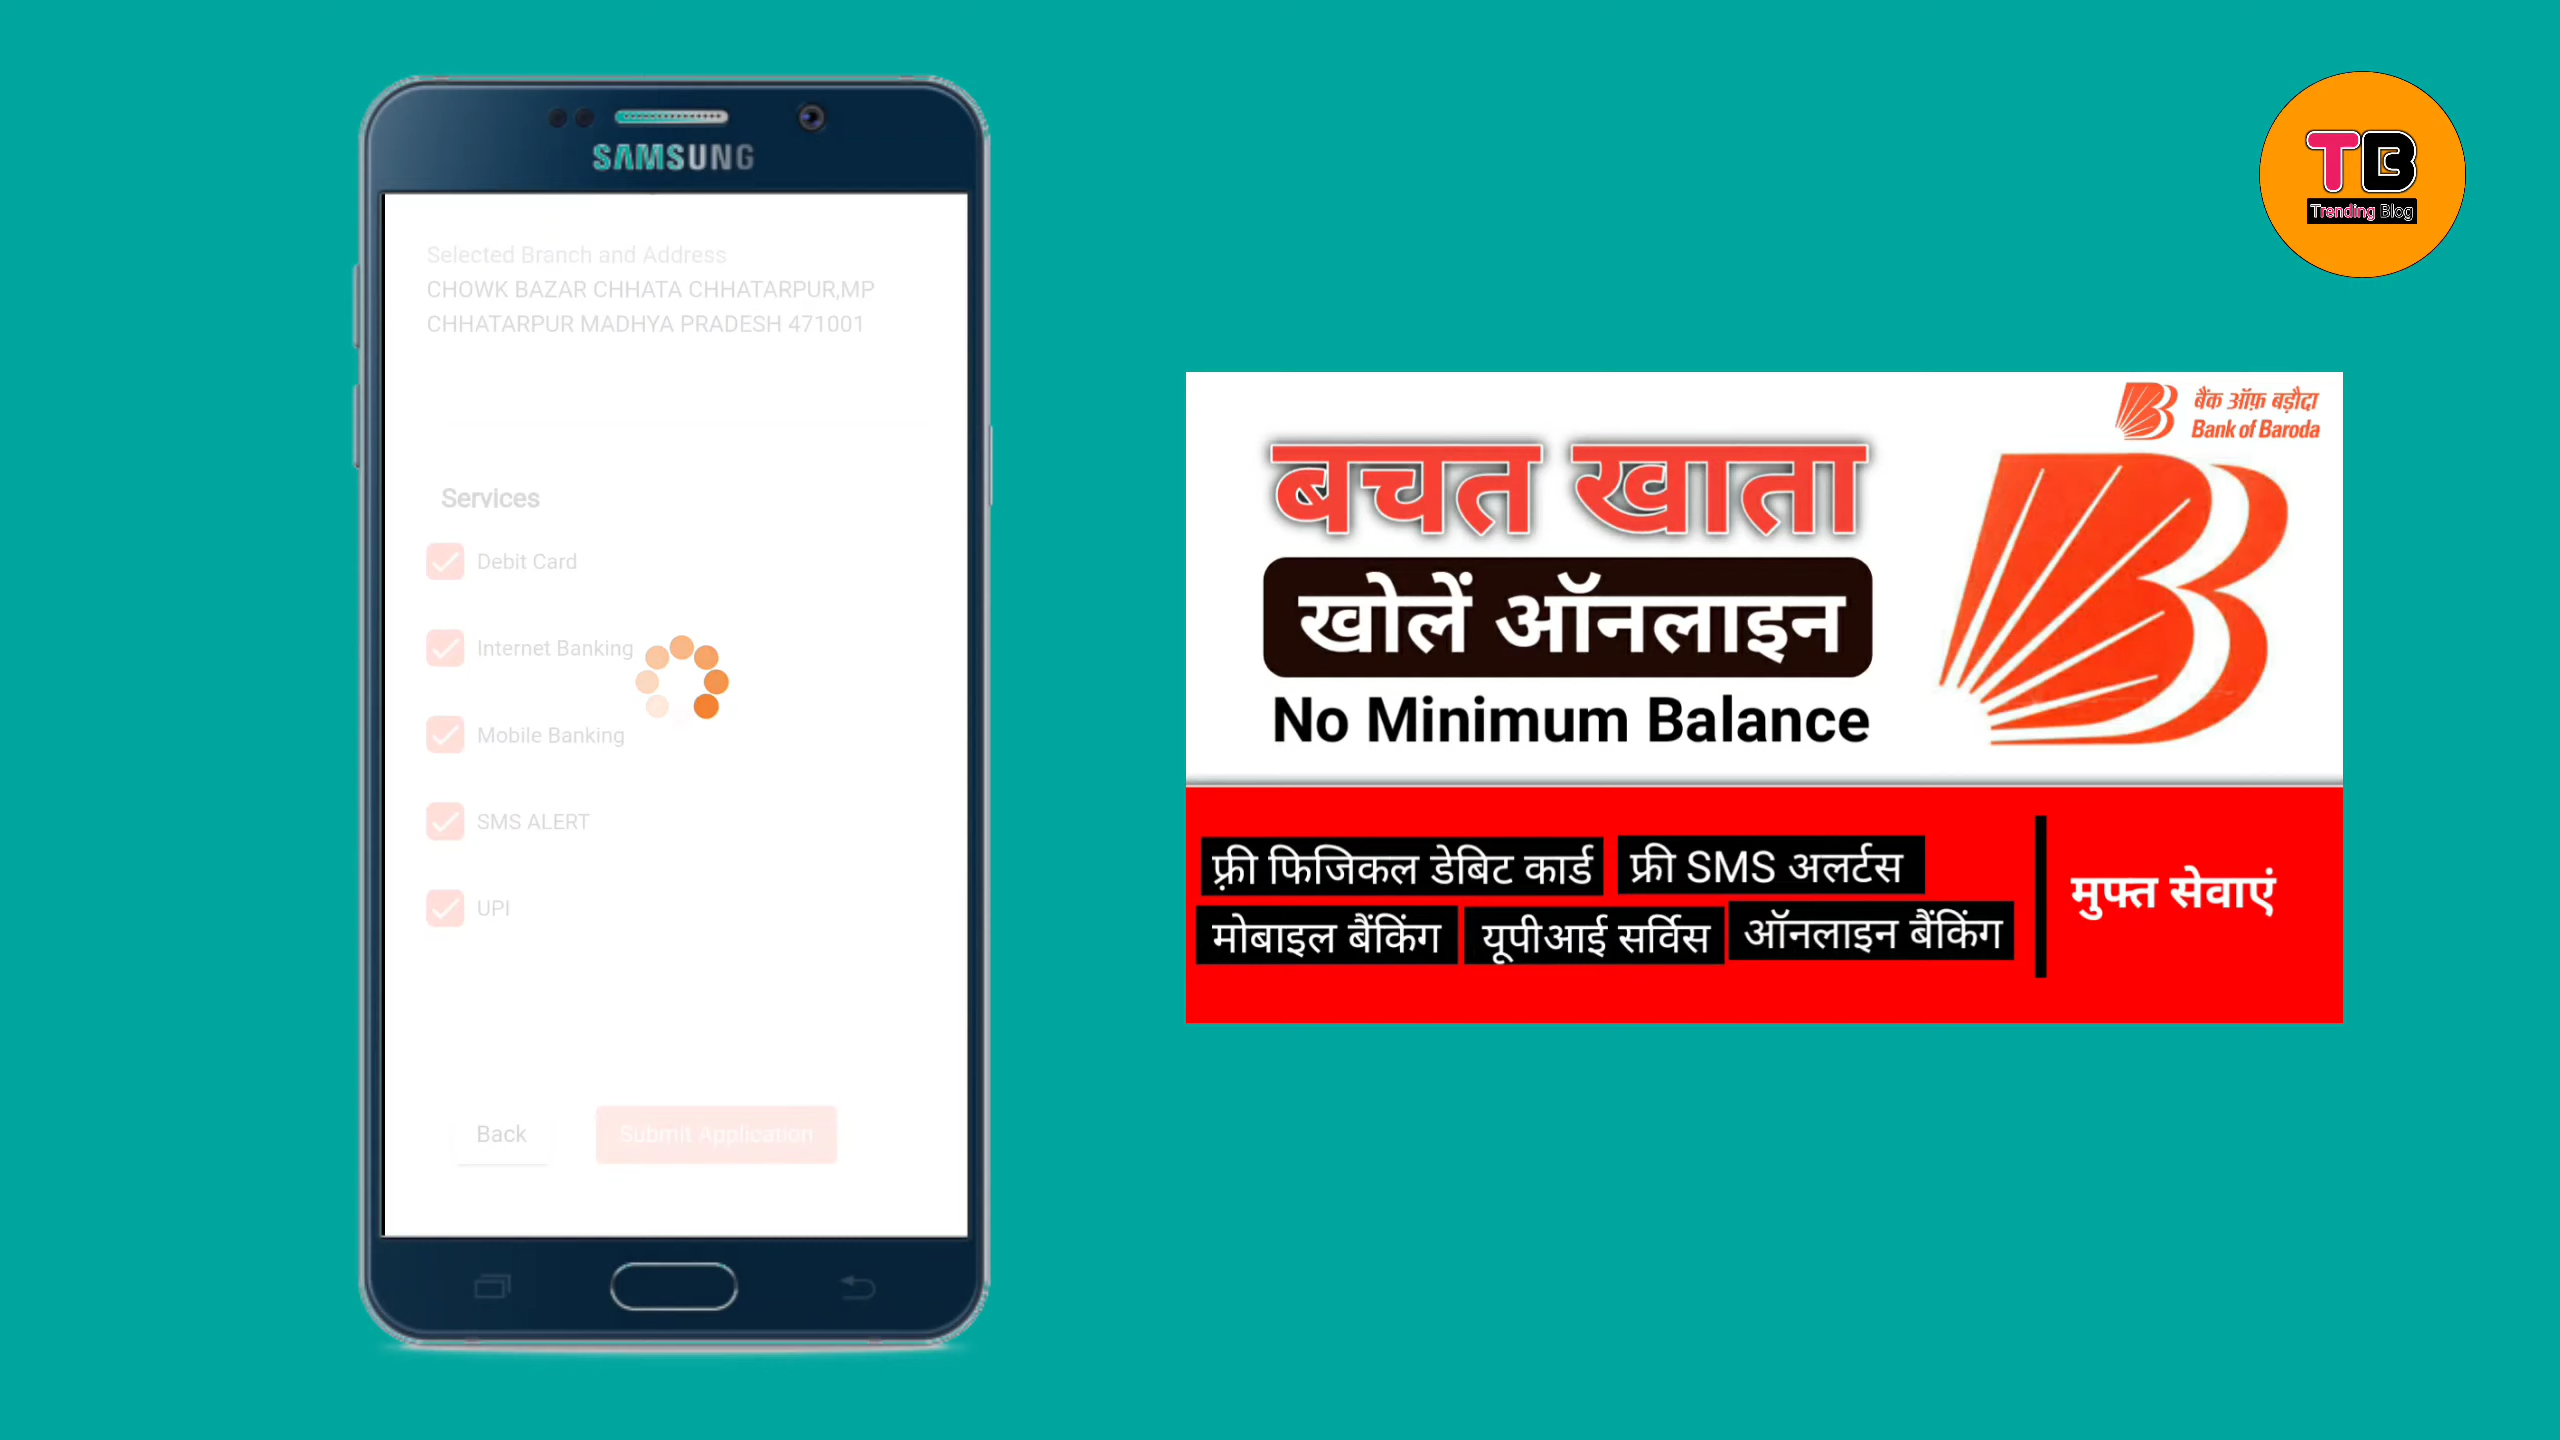 SAMSUNG
Selected Branch and Address
CHOWK BAZAR CHHATA CHHATARPUR,MP
CHHATARPUR MADHYA PRADESH 471001
Services
Debit Card
Internet Banking
Mobile Banking
SMS ALERT
UPI
Back
Submit Application
TB
Trending Blog
बैंक ऑफ़ बड़ौदा
Bank of Baroda
बचत खाता
खोलें ऑनलाइन
No Minimum Balance
फ़्री फिजिकल डेबिट कार्ड
फ्री SMS अलर्टस
मोबाइल बैंकिंग
यूपीआई सर्विस
ऑनलाइन बैंकिंग
मुफ्त सेवाएं